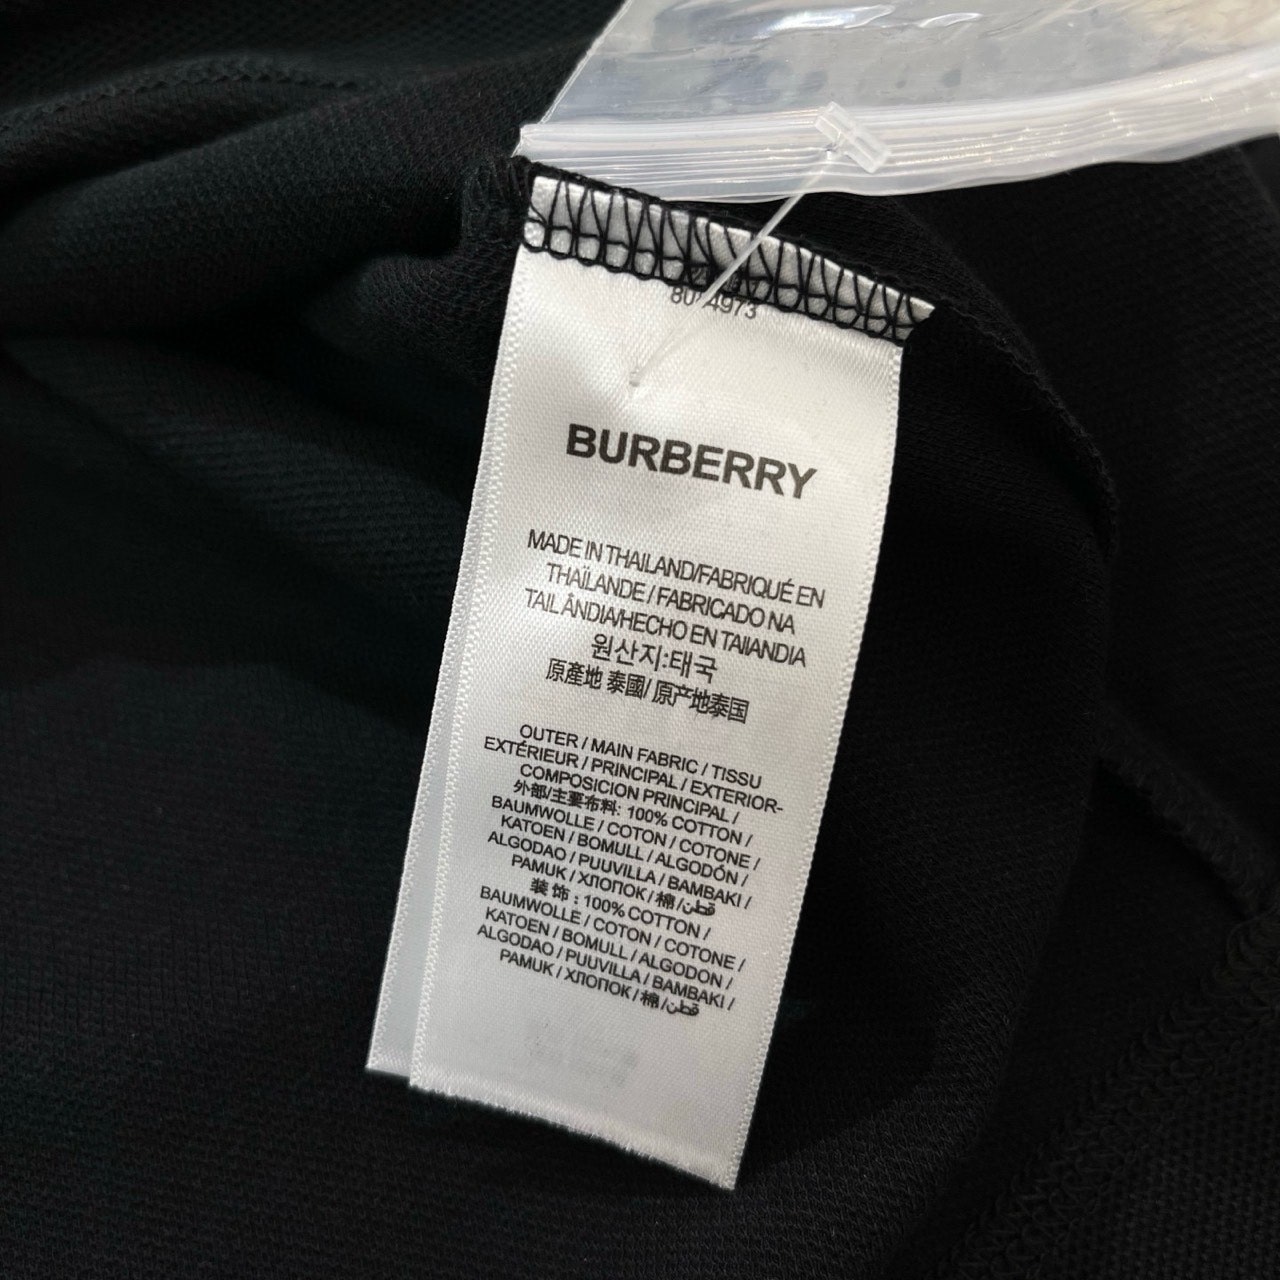 BURBERRY
MADE IN THAILAND/FABRIQUÉ EN
THAÏLANDE / FABRICADO NA
TAILÂNDIA/HECHO EN TAIIANDIA
원산지:태국
原產地 泰國/ 原产地泰国
OUTER / MAIN FABRIC / TISSU
EXTÉRIEUR / PRINCIPAL / EXTERIOR-
COMPOSICION PRINCIPAL /
外部/主要布料: 100% COTTON /
BAUMWOLLE / COTON / COTONE /
KATOEN / BOMULL / ALGODÓN /
ALGODAO / PUUVILLA / BAMBAKI /
PAMUK / ХЛОПОК / 棉 / قطن
装 饰 : 100% COTTON /
BAUMWOLLE / COTON / COTONE /
KATOEN / BOMULL / ALGODON /
ALGODAO / PUUVILLA / BAMBAKI /
PAMUK / ХЛОПОК / 棉 / قطن